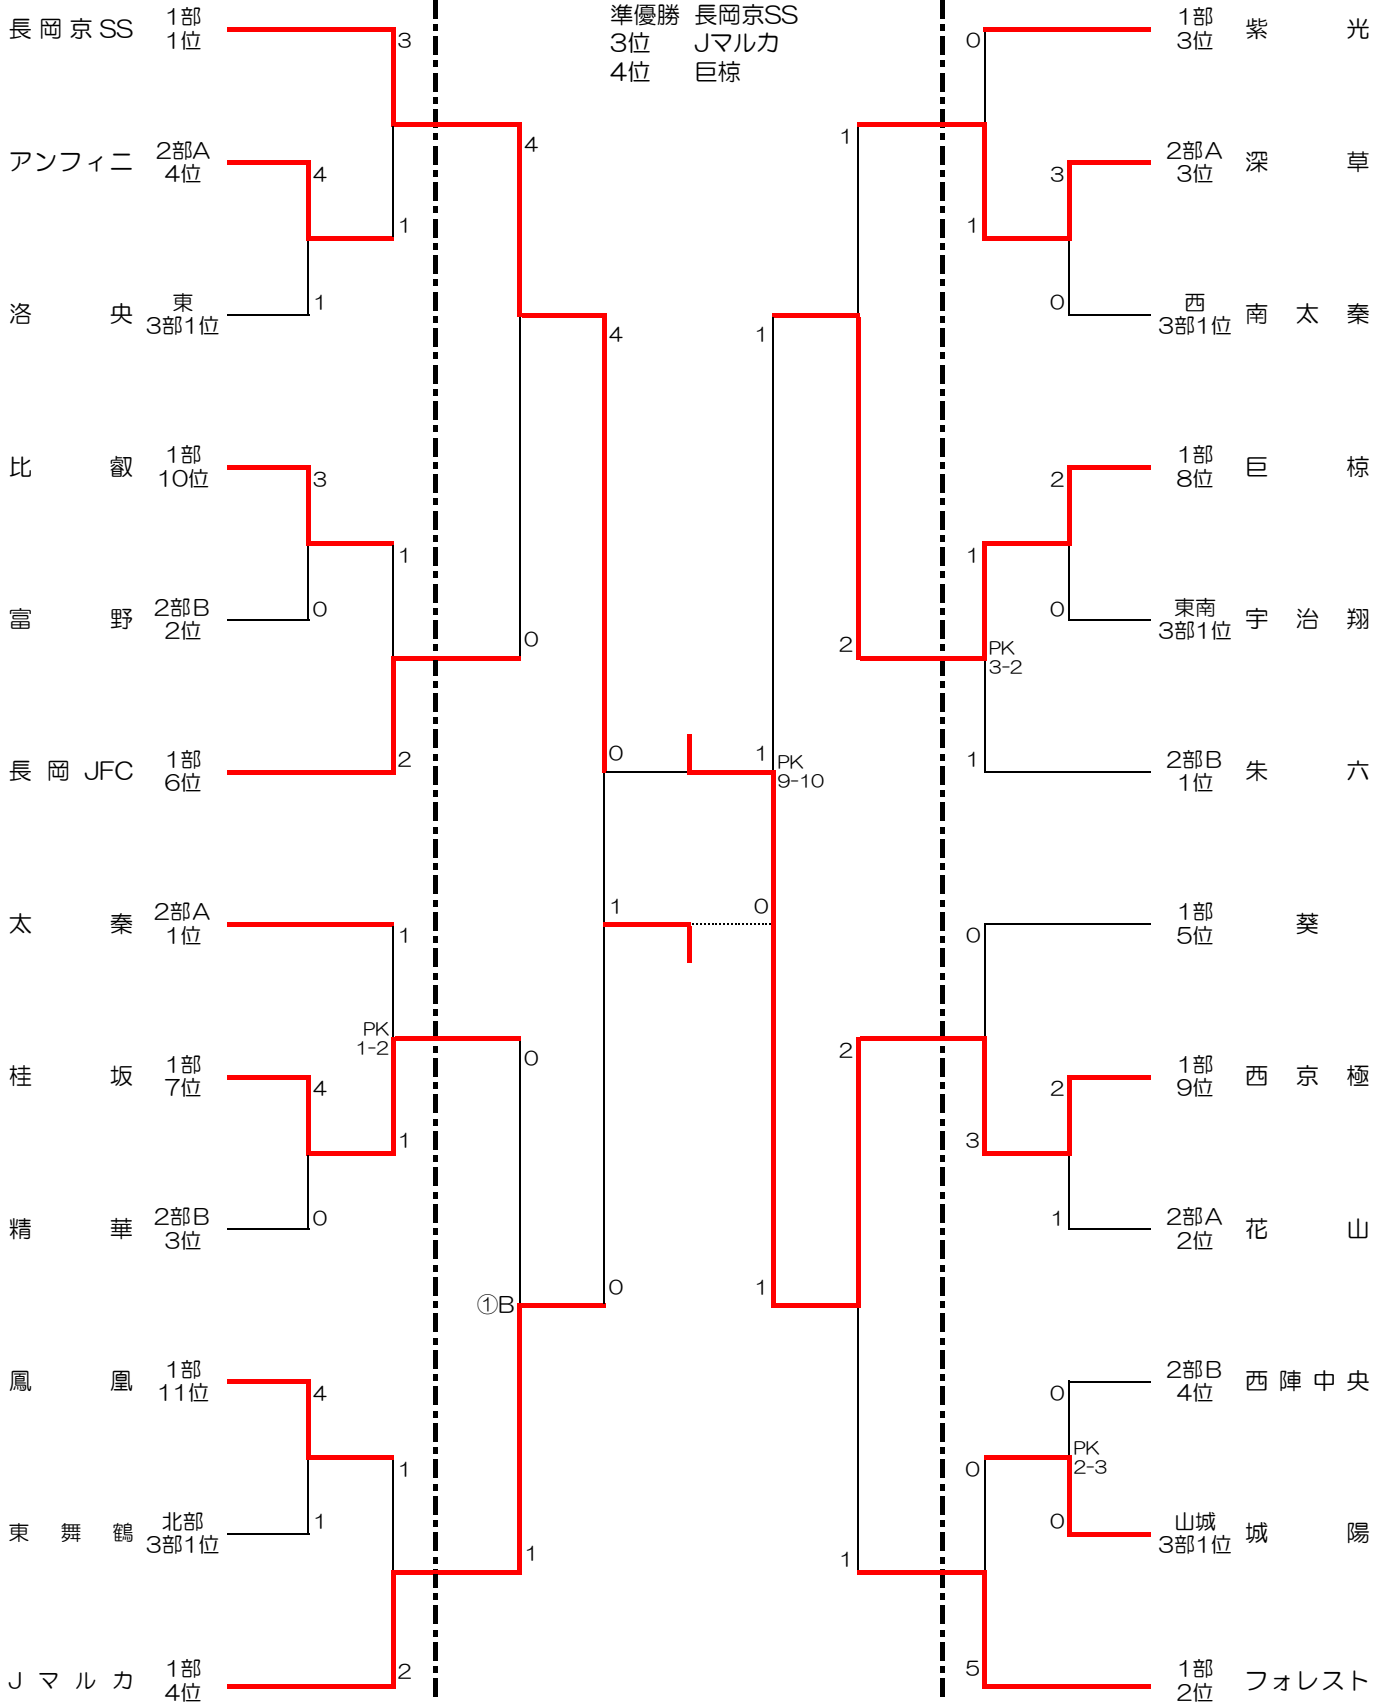 準優勝 長岡京SS
3位 Jマルカ
4位 巨椋
長岡京SS 1部
1位
3
アンフィニ 2部A
4位
4
1
洛央 東
3部1位
1
4
比叡 1部
10位
3
1
富野 2部B
2位
0
0
長岡JFC 1部
6位
2
4
0
太秦 2部A
1位
1
PK
1-2
桂坂 1部
7位
4
1
精華 2部B
3位
0
0
①B
鳳凰 1部
11位
4
1
東舞鶴 北部
3部1位
1
1
Jマルカ 1部
4位
2
0
1
0
1部
3位 紫光
0
1
2部A
3位 深草
3
1
西
3部1位 南太秦
0
1
1部
8位 巨椋
2
1
東南
3部1位 宇治翔
0
PK
3-2
2
2部B
1位 朱六
1
1
PK
9-10
0
1部
5位 葵
0
2
1部
9位 西京極
2
3
2部A
2位 花山
1
1
2部B
4位 西陣中央
0
PK
2-3
0
山城
3部1位 城陽
0
1
1部
2位 フォレスト
5